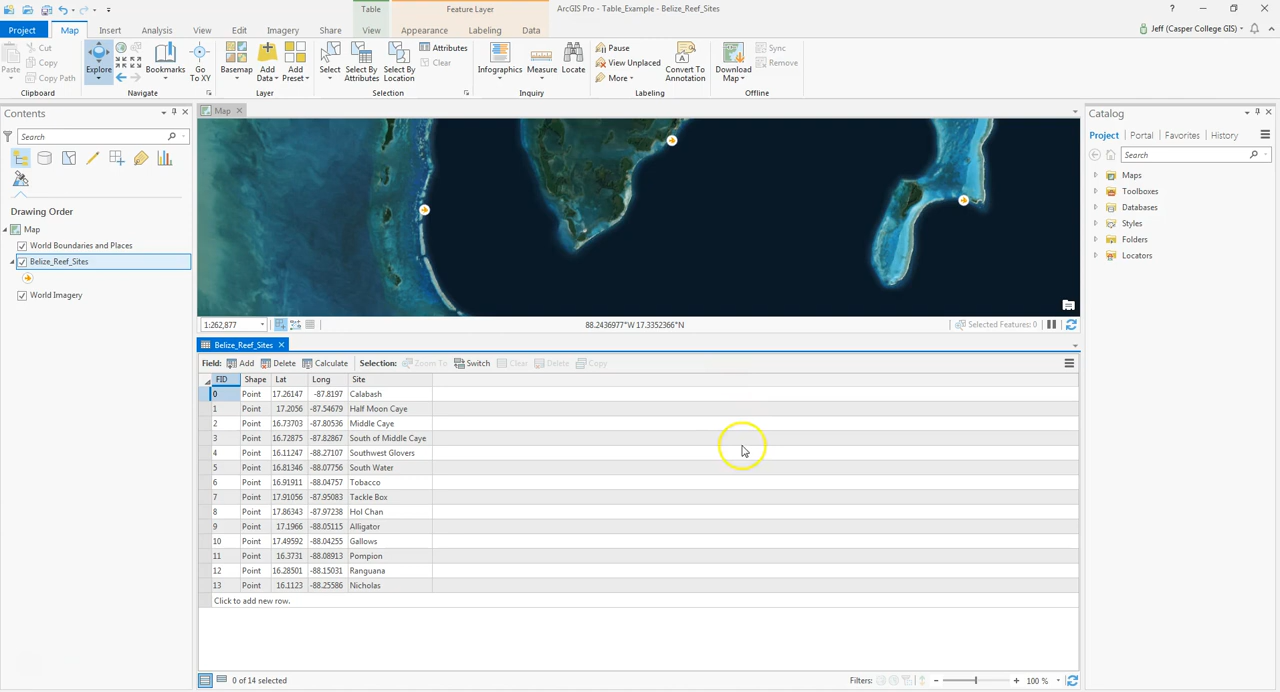 Table
Feature Layer
ArcGIS Pro - Table_Example - Belize_Reef_Sites
?
Project
Map
Insert
Analysis
View
Edit
Imagery
Share
View
Appearance
Labeling
Data
Jeff (Casper College GIS)
Paste
Cut
Copy
Copy Path
Clipboard
Explore
Bookmarks
Go To XY
Navigate
Basemap
Add Data
Add Preset
Layer
Select
Select By Attributes
Select By Location
Attributes
Clear
Selection
Infographics
Measure
Locate
Inquiry
Pause
View Unplaced
More
Convert To Annotation
Labeling
Download Map
Sync
Remove
Offline
Contents
Search
Drawing Order
Map
World Boundaries and Places
Belize_Reef_Sites
World Imagery
Map
1:262,877
88.2436977°W 17.3352366°N
Selected Features: 0
Belize_Reef_Sites
Field: Add Delete Calculate Selection: Zoom To Switch Clear Delete Copy
FID Shape Lat Long Site
0 Point 17.26147 -87.8197 Calabash
1 Point 17.2056 -87.54679 Half Moon Caye
2 Point 16.73703 -87.80536 Middle Caye
3 Point 16.72875 -87.82867 South of Middle Caye
4 Point 16.11247 -88.27107 Southwest Glovers
5 Point 16.81346 -88.07756 South Water
6 Point 16.91911 -88.04757 Tobacco
7 Point 17.91056 -87.95083 Tackle Box
8 Point 17.86343 -87.97238 Hol Chan
9 Point 17.1966 -88.05115 Alligator
10 Point 17.49592 -88.04255 Gallows
11 Point 16.3731 -88.08913 Pompion
12 Point 16.28501 -88.15031 Ranguana
13 Point 16.1123 -88.25586 Nicholas
Click to add new row.
0 of 14 selected
Filters:
100 %
Catalog
Project
Portal
Favorites
History
Search
Maps
Toolboxes
Databases
Styles
Folders
Locators